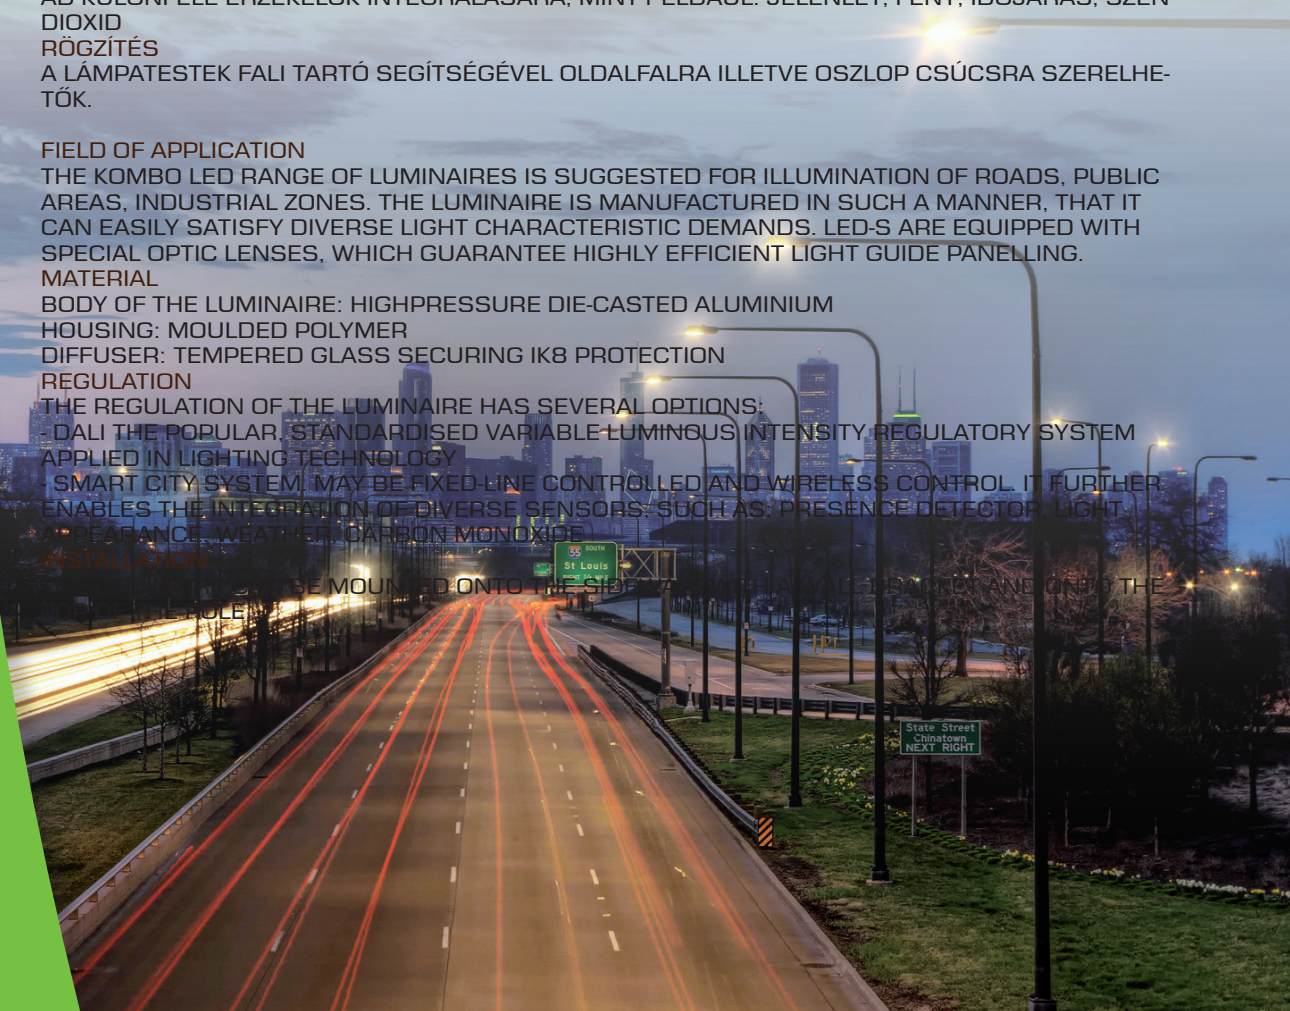 DIOXID
RÖGZÍTÉS
A LÁMPATESTEK FALI TARTÓ SEGÍTSÉGÉVEL OLDALFALRA ILLETVE OSZLOP CSÚCSRA SZERELHE-
TŐK.
FIELD OF APPLICATION
THE KOMBO LED RANGE OF LUMINAIRES IS SUGGESTED FOR ILLUMINATION OF ROADS, PUBLIC
AREAS, INDUSTRIAL ZONES. THE LUMINAIRE IS MANUFACTURED IN SUCH A MANNER, THAT IT
CAN EASILY SATISFY DIVERSE LIGHT CHARACTERISTIC DEMANDS. LED-S ARE EQUIPPED WITH
SPECIAL OPTIC LENSES, WHICH GUARANTEE HIGHLY EFFICIENT LIGHT GUIDE PANELLING.
MATERIAL
BODY OF THE LUMINAIRE: HIGHPRESSURE DIE-CASTED ALUMINIUM
HOUSING: MOULDED POLYMER
DIFFUSER: TEMPERED GLASS SECURING IK8 PROTECTION
REGULATION
THE REGULATION OF THE LUMINAIRE HAS SEVERAL OPTIONS:
- DALI THE POPULAR, STANDARDISED VARIABLE LUMINOUS INTENSITY REGULATORY SYSTEM
APPLIED IN LIGHTING TECHNOLOGY
- SMART CITY SYSTEM, MAY BE FIXED-LINE CONTROLLED AND WIRELESS CONTROL. IT FURTHER
ENABLES THE INTEGRATION OF DIVERSE SENSORS, SUCH AS: PRESENCE DETECTOR, LIGHT
APPEARANCE, WEATHER, CARBON MONOXIDE
INSTALLATION
BE MOUNTED ONTO THE BRACKET AND ONTO THE
POLE
55 SOUTH
St Louis
State Street
Chinatown
NEXT RIGHT